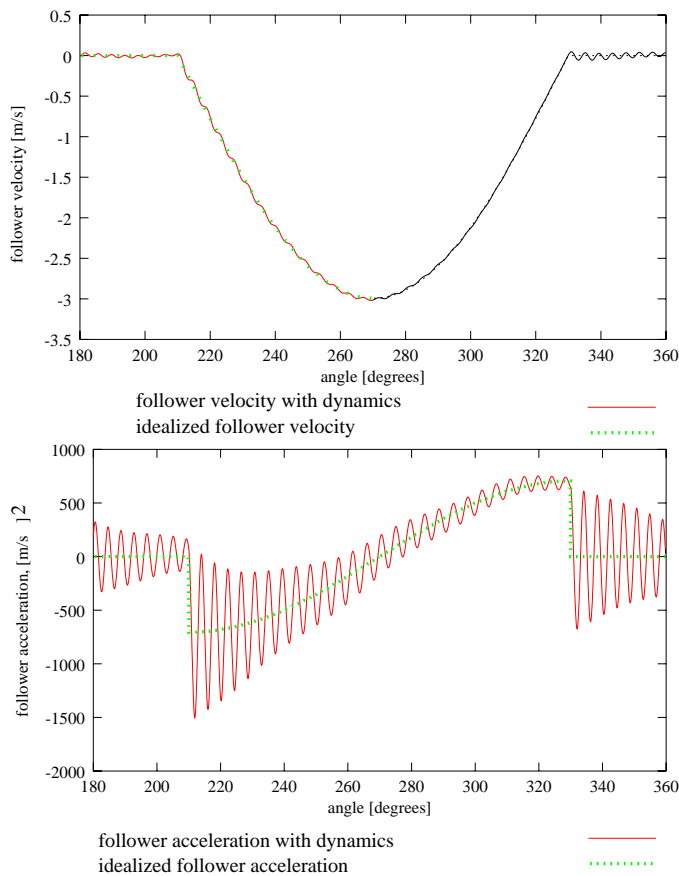 0.5
0
-0.5
-1
-1.5
-2
-2.5
-3
-3.5
follower velocity [m/s]
180 200 220 240 260 280 300 320 340 360
angle [degrees]
follower velocity with dynamics
idealized follower velocity
1000
500
0
-500
-1000
-1500
-2000
follower acceleration, [m/s ]2
180 200 220 240 260 280 300 320 340 360
angle [degrees]
follower acceleration with dynamics
idealized follower acceleration